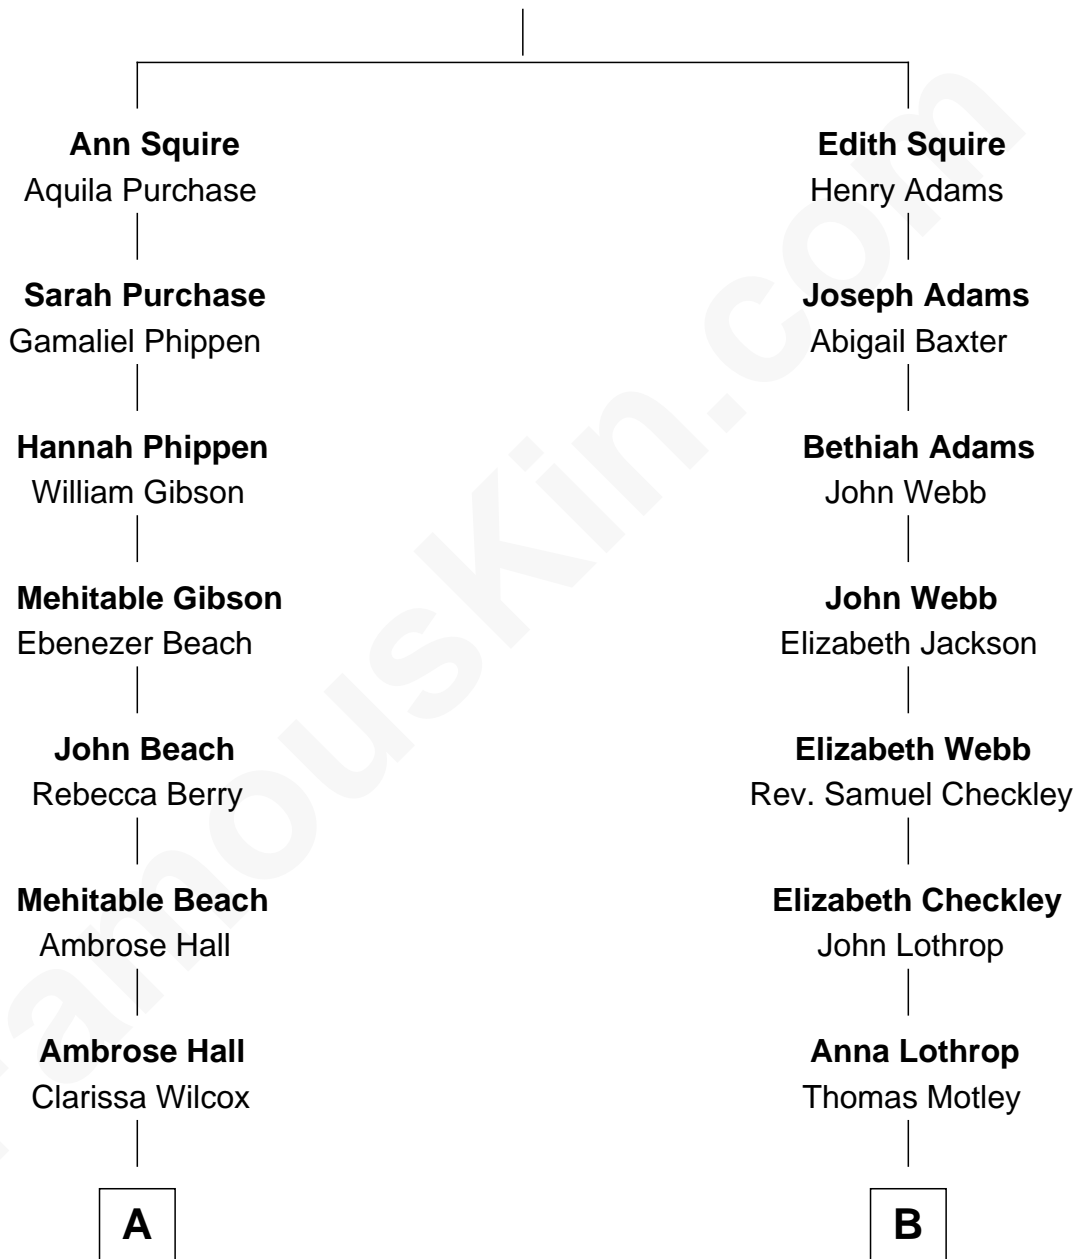 Ann Squire
Aquila Purchase
Sarah Purchase
Gamaliel Phippen
Hannah Phippen
William Gibson
Mehitable Gibson
Ebenezer Beach
John Beach
Rebecca Berry
Mehitable Beach
Ambrose Hall
Ambrose Hall
Clarissa Wilcox
A
Edith Squire
Henry Adams
Joseph Adams
Abigail Baxter
Bethiah Adams
John Webb
John Webb
Elizabeth Jackson
Elizabeth Webb
Rev. Samuel Checkley
Elizabeth Checkley
John Lothrop
Anna Lothrop
Thomas Motley
B
FamousKin.com